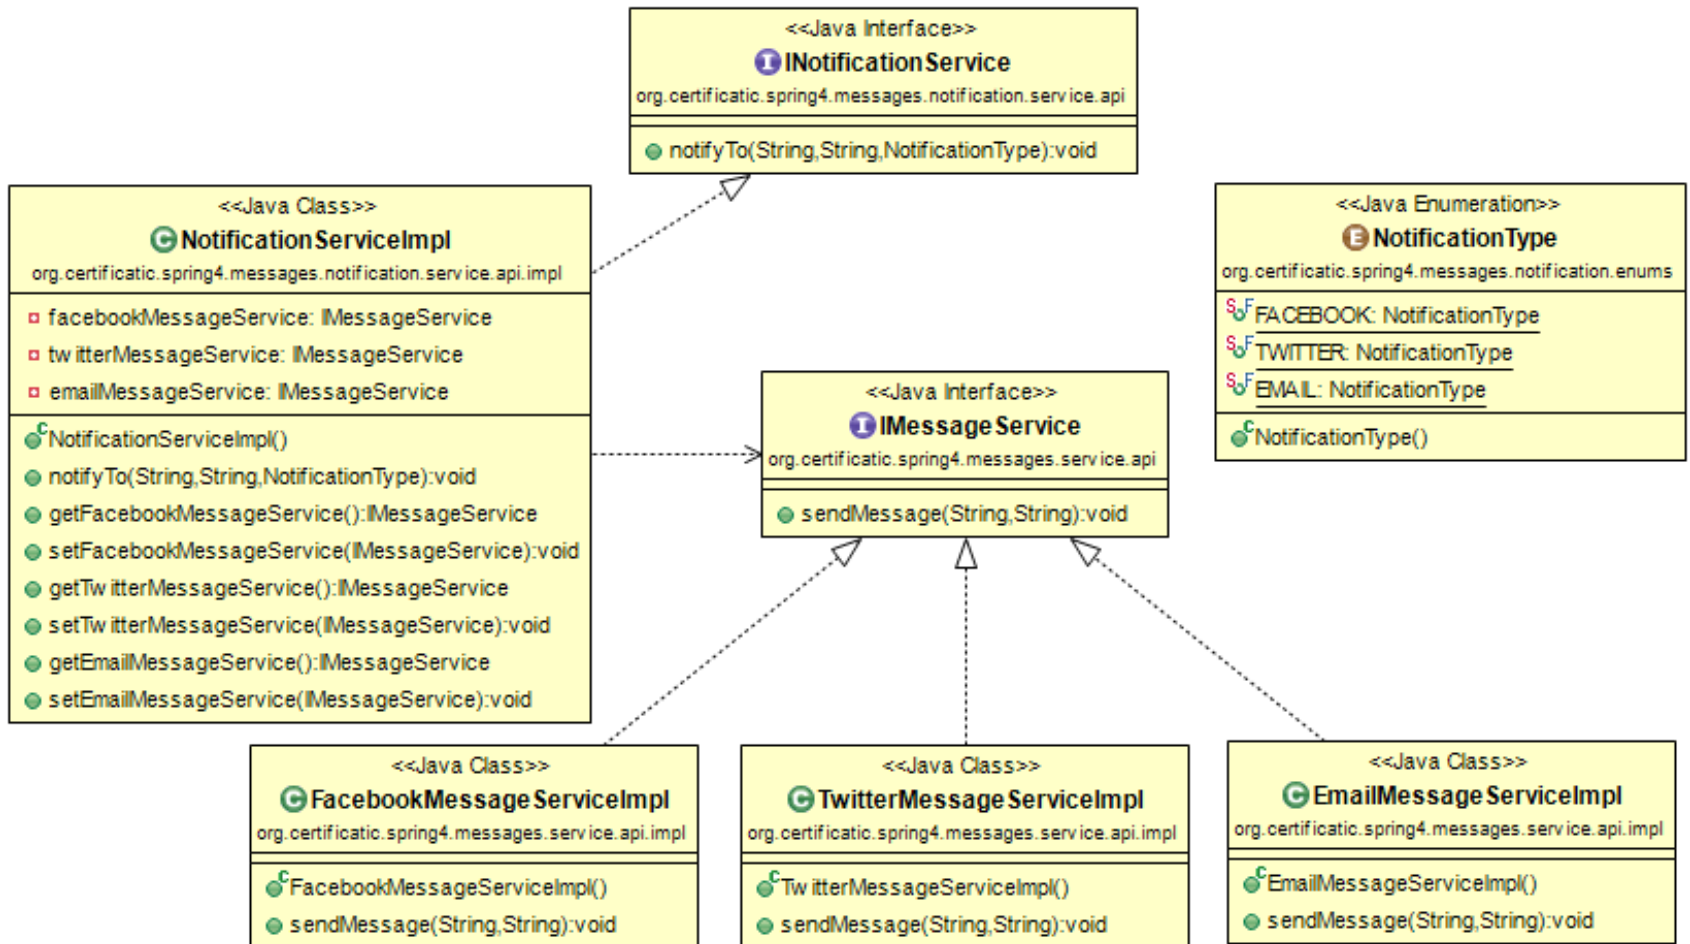 <<Java Interface>>
I INotificationService
org.certificatic.spring4.messages.notification.service.api
notifyTo(String,String,NotificationType):void
<<Java Class>>
C NotificationServiceImpl
org.certificatic.spring4.messages.notification.service.api.impl
facebookMessageService: IMessageService
twitterMessageService: IMessageService
emailMessageService: IMessageService
C NotificationServiceImpl()
notifyTo(String,String,NotificationType):void
getFacebookMessageService():IMessageService
setFacebookMessageService(IMessageService):void
getTwitterMessageService():IMessageService
setTwitterMessageService(IMessageService):void
getEmailMessageService():IMessageService
setEmailMessageService(IMessageService):void
<<Java Enumeration>>
E NotificationType
org.certificatic.spring4.messages.notification.enums
S F FACEBOOK: NotificationType
S F TWITTER: NotificationType
S F EMAIL: NotificationType
C NotificationType()
<<Java Interface>>
I IMessageService
org.certificatic.spring4.messages.service.api
sendMessage(String,String):void
<<Java Class>>
C FacebookMessageServiceImpl
org.certificatic.spring4.messages.service.api.impl
C FacebookMessageServiceImpl()
sendMessage(String,String):void
<<Java Class>>
C TwitterMessageServiceImpl
org.certificatic.spring4.messages.service.api.impl
C TwitterMessageServiceImpl()
sendMessage(String,String):void
<<Java Class>>
C EmailMessageServiceImpl
org.certificatic.spring4.messages.service.api.impl
C EmailMessageServiceImpl()
sendMessage(String,String):void